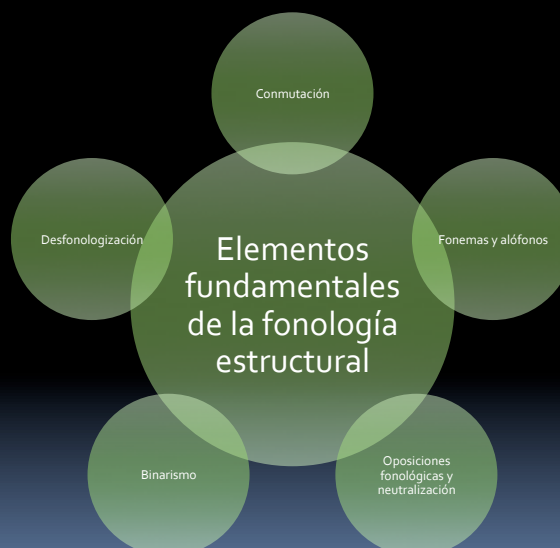 Conmutación
Desfonologización
Elementos
fundamentales
de la fonología
estructural
Fonemas y alófonos
Binarismo
Oposiciones
fonológicas y
neutralización